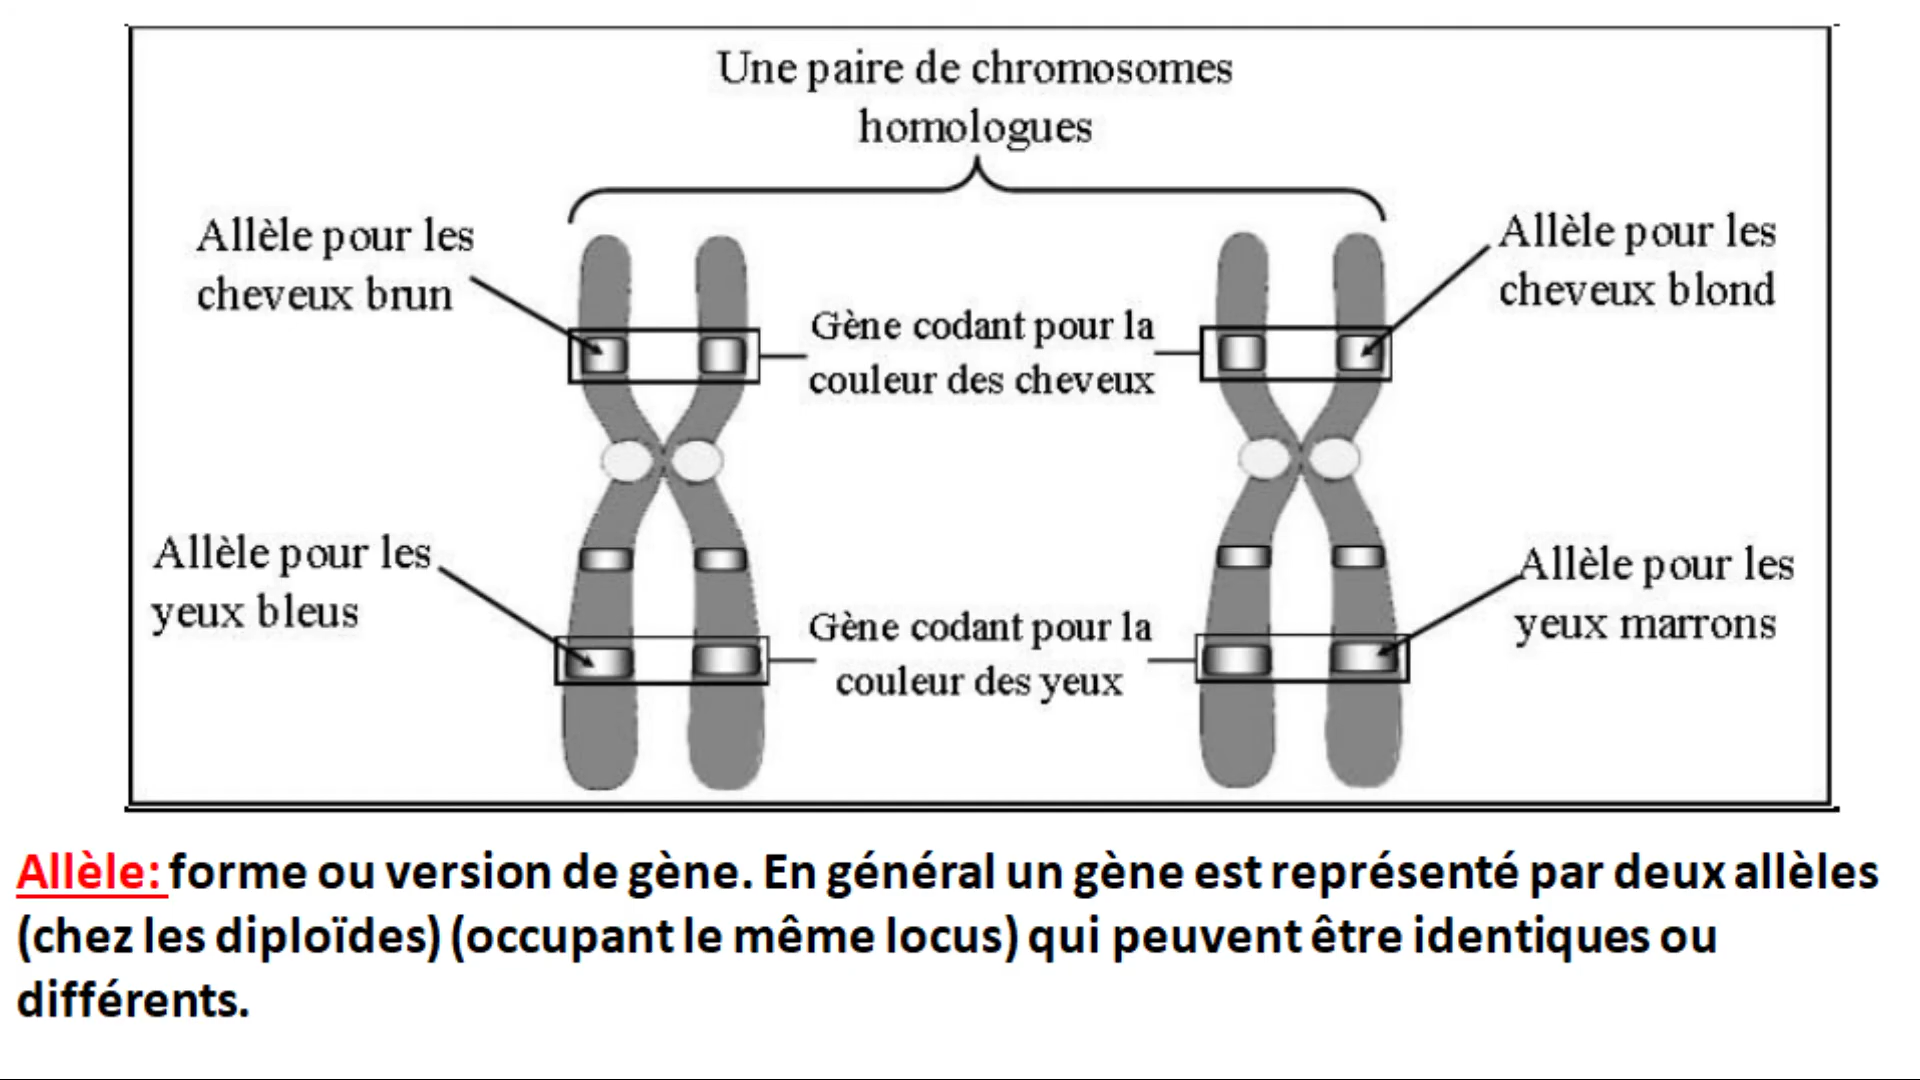 Une paire de chromosomes
homologues
Allèle pour les
cheveux brun
Allèle pour les
cheveux blond
Gène codant pour la
couleur des cheveux
Allèle pour les
yeux bleus
Allèle pour les
yeux marrons
Gène codant pour la
couleur des yeux
Allèle: forme ou version de gène. En général un gène est représenté par deux allèles
(chez les diploïdes) (occupant le même locus) qui peuvent être identiques ou
différents.